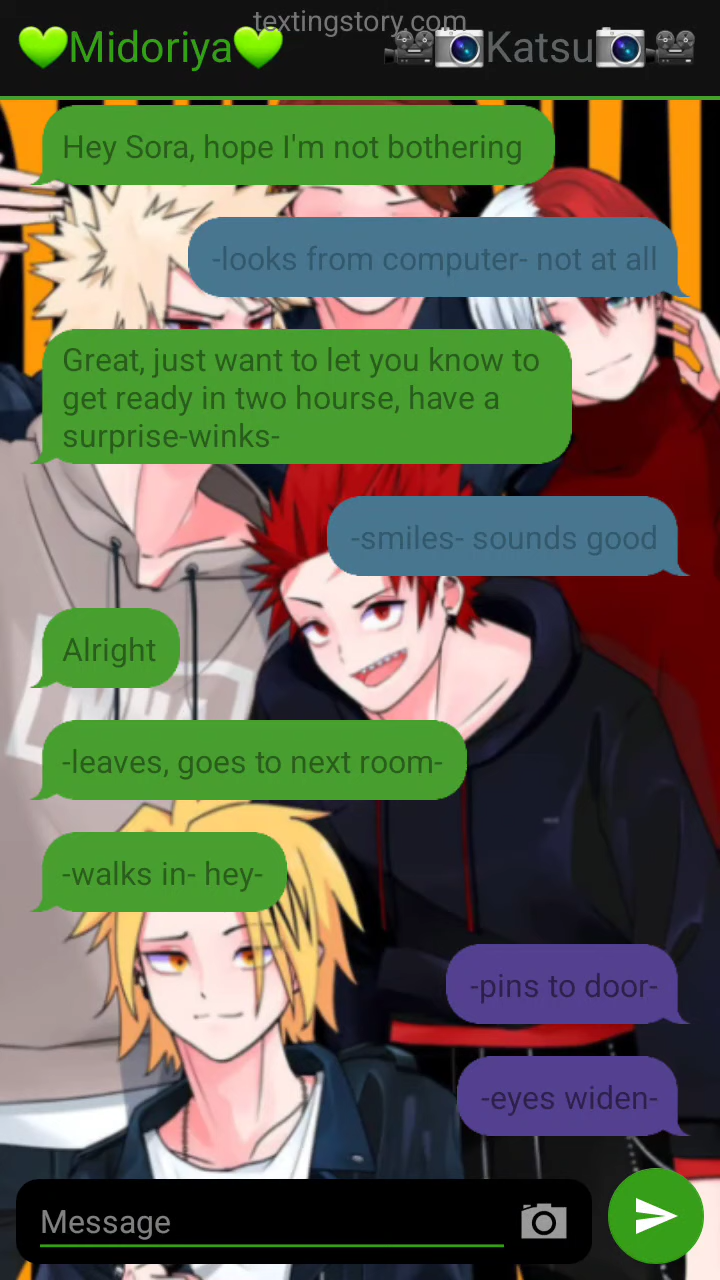 textingstory.com
💚Midoriya💚
🎥📷Katsu📷🎥
Hey Sora, hope I'm not bothering
-looks from computer- not at all
Great, just want to let you know to
get ready in two hourse, have a
surprise-winks-
-smiles- sounds good
Alright
-leaves, goes to next room-
-walks in- hey-
-pins to door-
-eyes widen-
Message